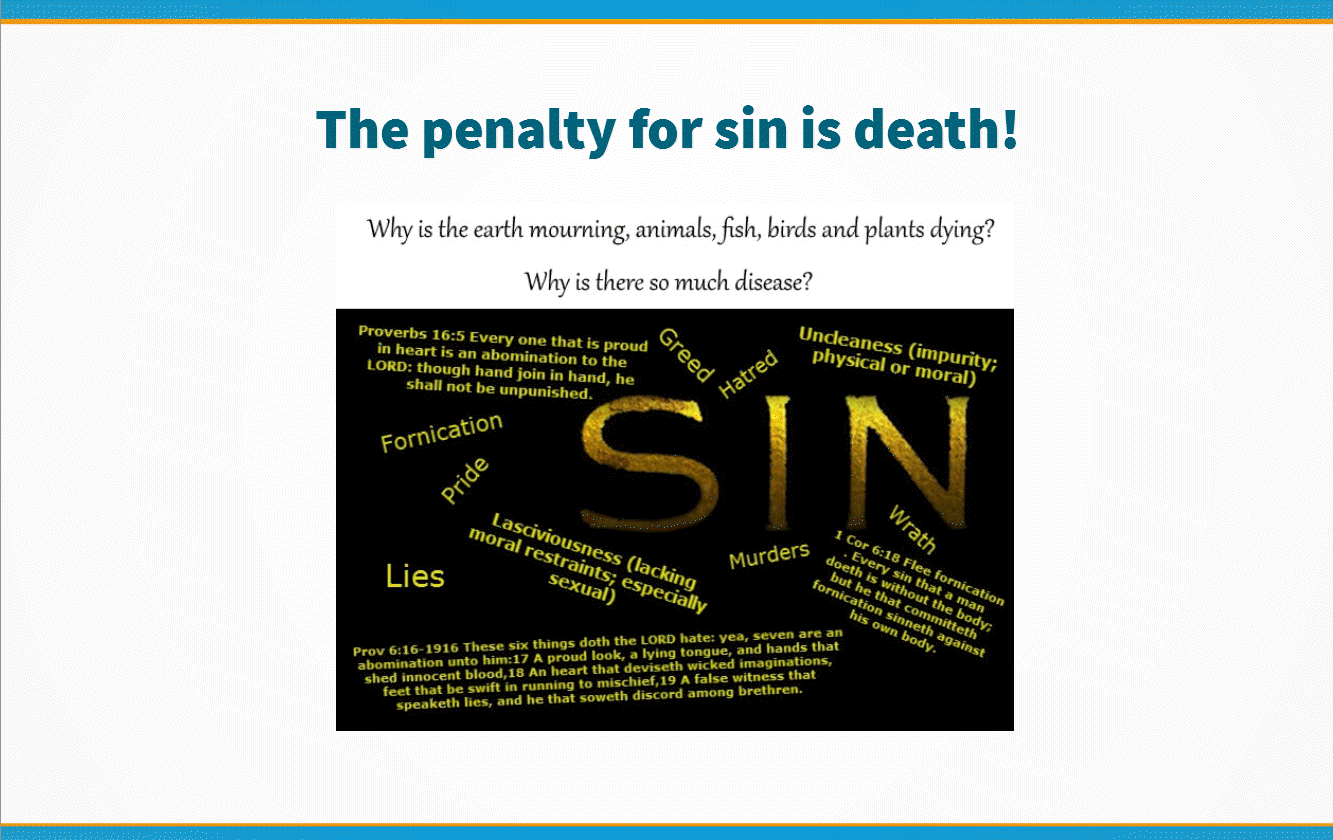 The penalty for sin is death!
Why is the earth mourning, animals, fish, birds and plants dying?
Why is there so much disease?
Proverbs 16:5 Every one that is proud
in heart is an abomination to the
LORD: though hand join in hand, he
shall not be unpunished.
Greed
Hatred
Uncleaness (impurity;
physical or moral)
SIN
Fornication
Pride
Lasciviousness (lacking
moral restraints; especially
sexual)
Lies
Murders
Wrath
1 Cor 6:18 Flee fornication
. Every sin that a man
doeth is without the body;
but he that committeth
fornication sinneth against
his own body.
Prov 6:16-1916 These six things doth the LORD hate: yea, seven are an
abomination unto him:17 A proud look, a lying tongue, and hands that
shed innocent blood,18 An heart that deviseth wicked imaginations,
feet that be swift in running to mischief,19 A false witness that
speaketh lies, and he that soweth discord among brethren.